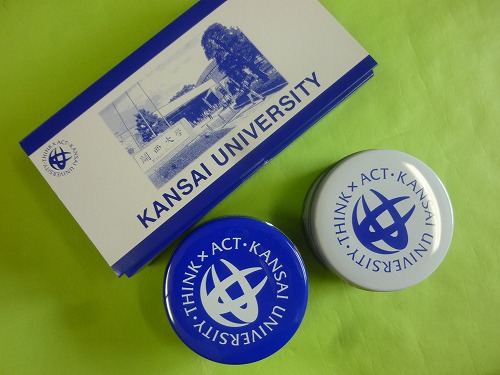 関西大学
KANSAI UNIVERSITY
THINK × ACT · KANSAI UNIVERSITY ·
THINK × ACT · KANSAI UNIVERSITY ·
THINK × ACT · KANSAI UNIVERSITY ·